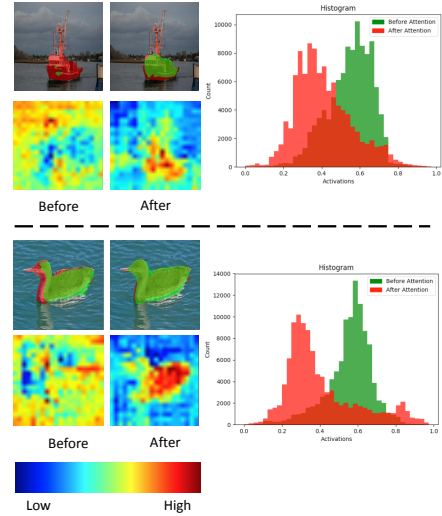 Histogram
Before Attention
After Attention
Count
10000
8000
6000
4000
2000
0
0.0 0.2 0.4 0.6 0.8 1.0
Activations
Before After
Histogram
Before Attention
After Attention
Count
14000
12000
10000
8000
6000
4000
2000
0
0.0 0.2 0.4 0.6 0.8 1.0
Activations
Before After
Low High